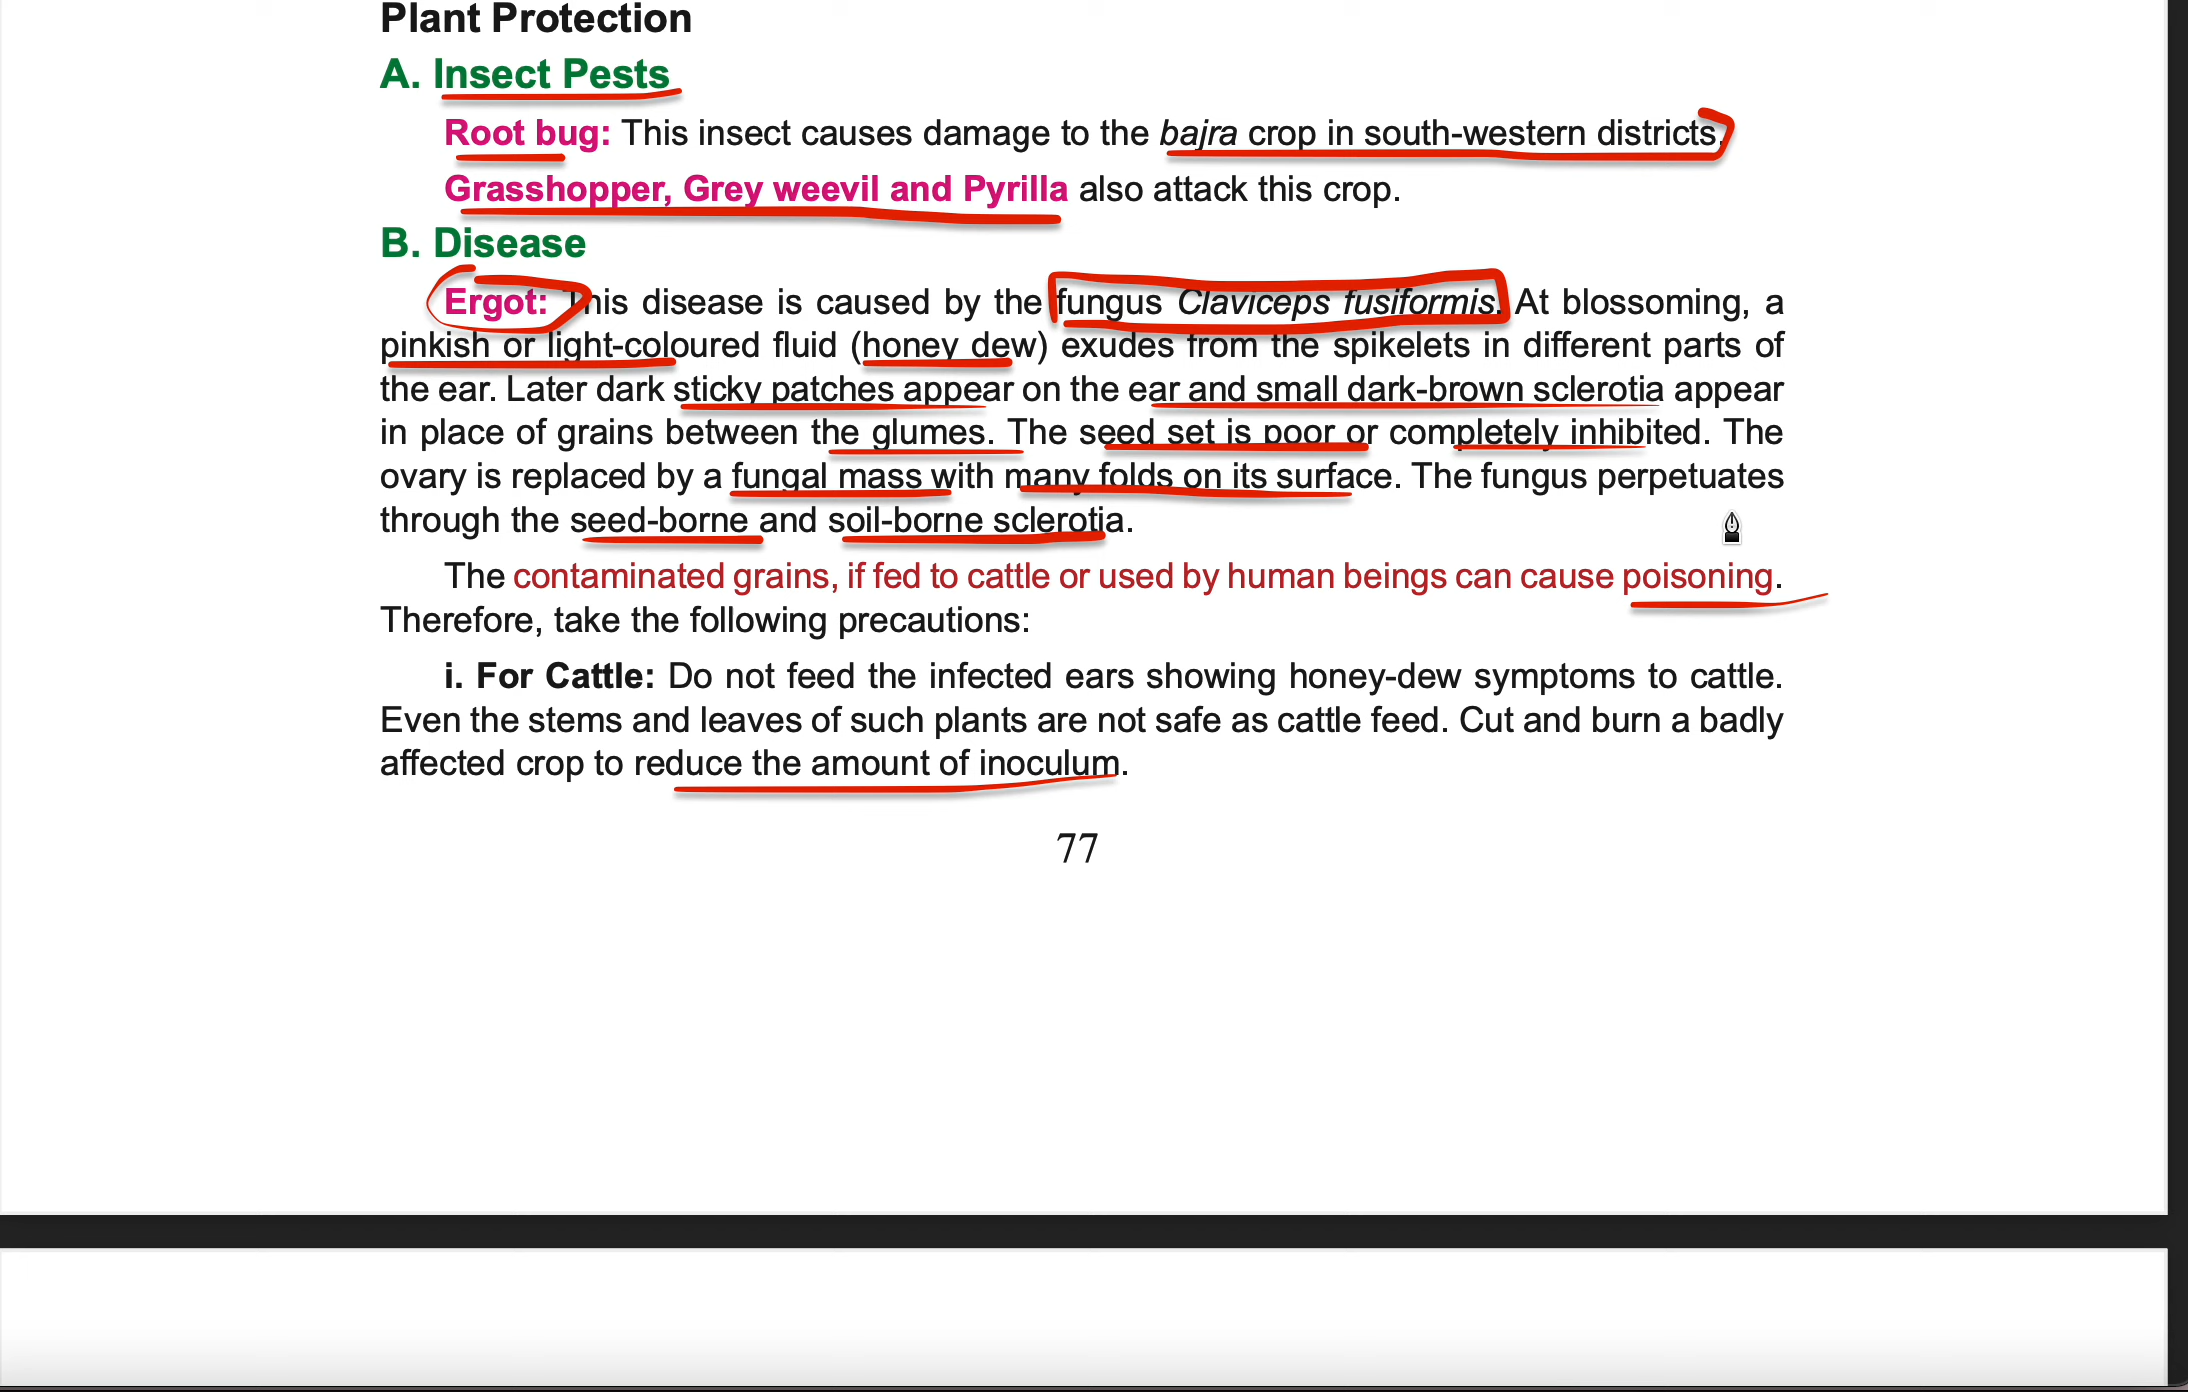 Plant Protection
A. Insect Pests
Root bug: This insect causes damage to the bajra crop in south-western districts.
Grasshopper, Grey weevil and Pyrilla also attack this crop.
B. Disease
Ergot: This disease is caused by the fungus Claviceps fusiformis. At blossoming, a
pinkish or light-coloured fluid (honey dew) exudes from the spikelets in different parts of
the ear. Later dark sticky patches appear on the ear and small dark-brown sclerotia appear
in place of grains between the glumes. The seed set is poor or completely inhibited. The
ovary is replaced by a fungal mass with many folds on its surface. The fungus perpetuates
through the seed-borne and soil-borne sclerotia.
The contaminated grains, if fed to cattle or used by human beings can cause poisoning.
Therefore, take the following precautions:
i. For Cattle: Do not feed the infected ears showing honey-dew symptoms to cattle.
Even the stems and leaves of such plants are not safe as cattle feed. Cut and burn a badly
affected crop to reduce the amount of inoculum.
77